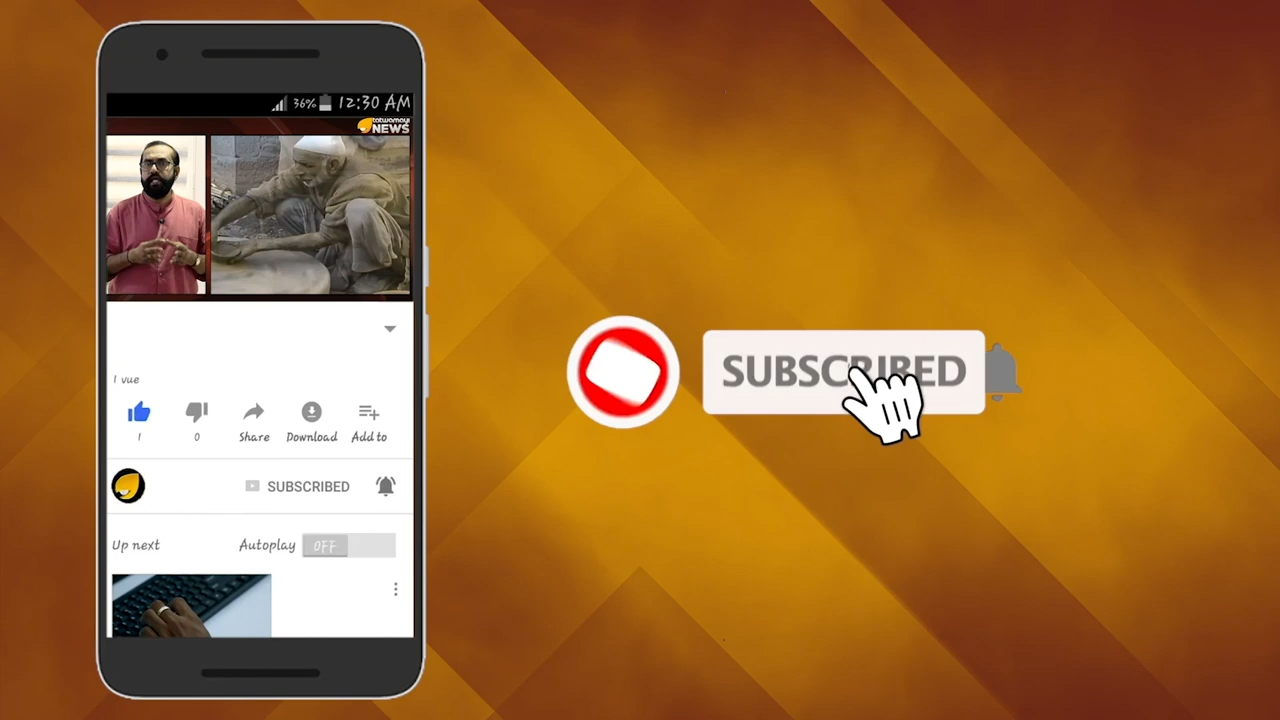 36% 12:30 AM
tatwamayi
NEWS
1 vue
1
0
Share
Download
Add to
SUBSCRIBED
Up next
Autoplay
OFF
SUBSCRIBED